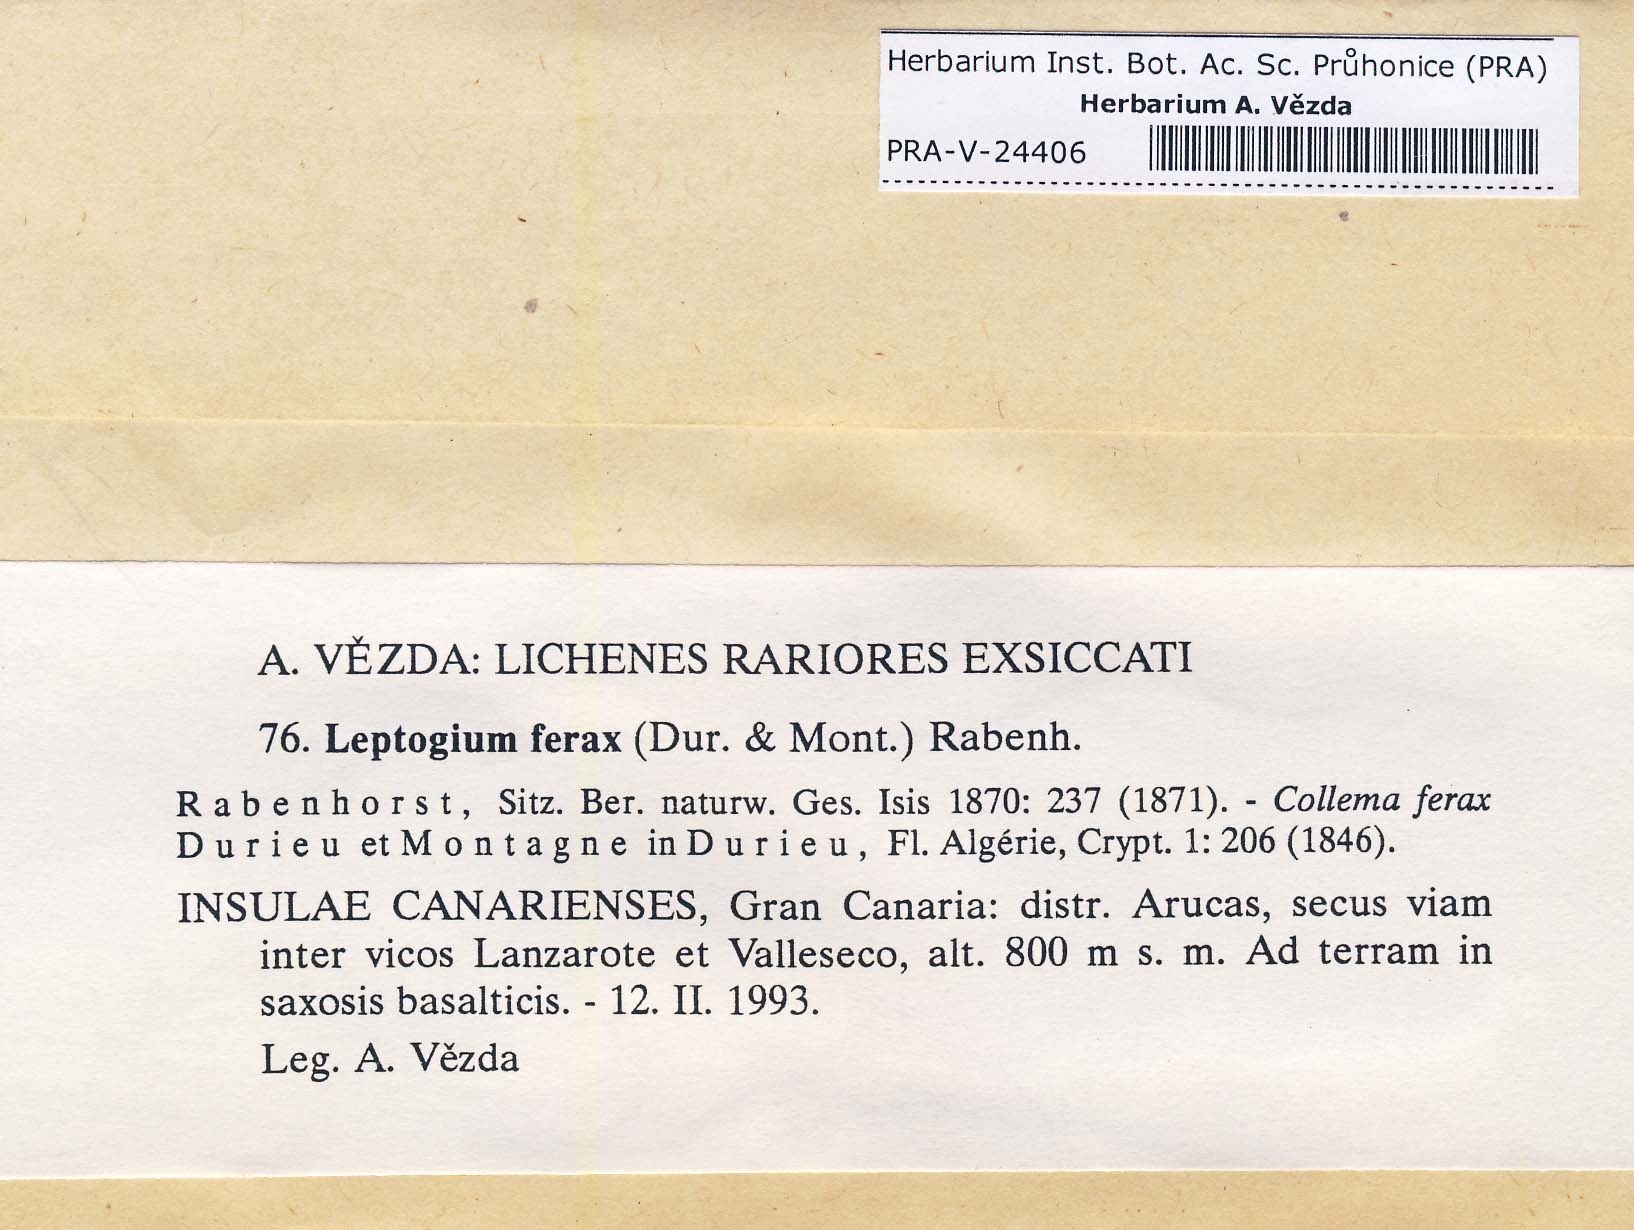 Herbarium Inst. Bot. Ac. Sc. Průhonice (PRA)
Herbarium A. Vězda
PRA-V-24406
A. VĚZDA: LICHENES RARIORES EXSICCATI
76. Leptogium ferax (Dur. & Mont.) Rabenh.
Rabenhorst, Sitz. Ber. naturw. Ges. Isis 1870: 237 (1871). - Collema ferax
Durieu et Montagne in Durieu, Fl. Algérie, Crypt. 1: 206 (1846).
INSULAE CANARIENSES, Gran Canaria: distr. Arucas, secus viam
inter vicos Lanzarote et Valleseco, alt. 800 m s. m. Ad terram in
saxosis basalticis. - 12. II. 1993.
Leg. A. Vězda